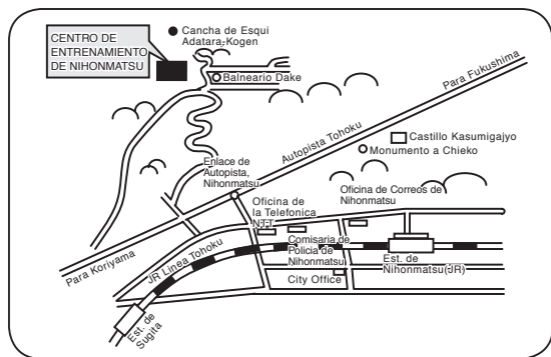 CENTRO DE
ENTRENAMIENTO
DE NIHONMATSU
Cancha de Esqui
Adatara-Kogen
Balneario Dake
Para Fukushima
Autopista Tohoku
Castillo Kasumigajyo
Monumento a Chieko
Enlace de
Autopista,
Nihonmatsu
Oficina de
la Telefonica
NTT
Oficina de Correos de
Nihonmatsu
Comisaria de
Policia de
Nihonmatsu
Est. de
Nihonmatsu(JR)
City Office
Para Koriyama
JR Linea Tohoku
Est. de
Sugita